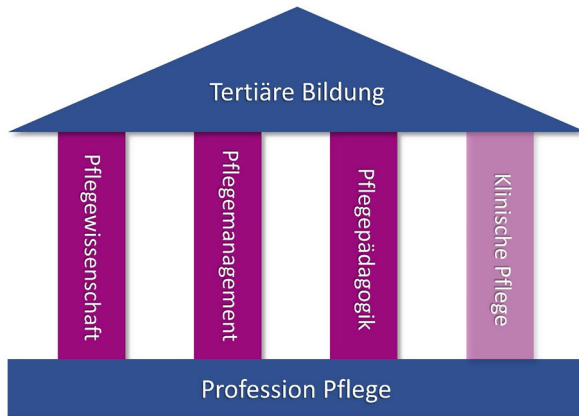 Tertiäre Bildung
Pflegewissenschaft
Pflegemanagement
Pflegepädagogik
Klinische Pflege
Profession Pflege